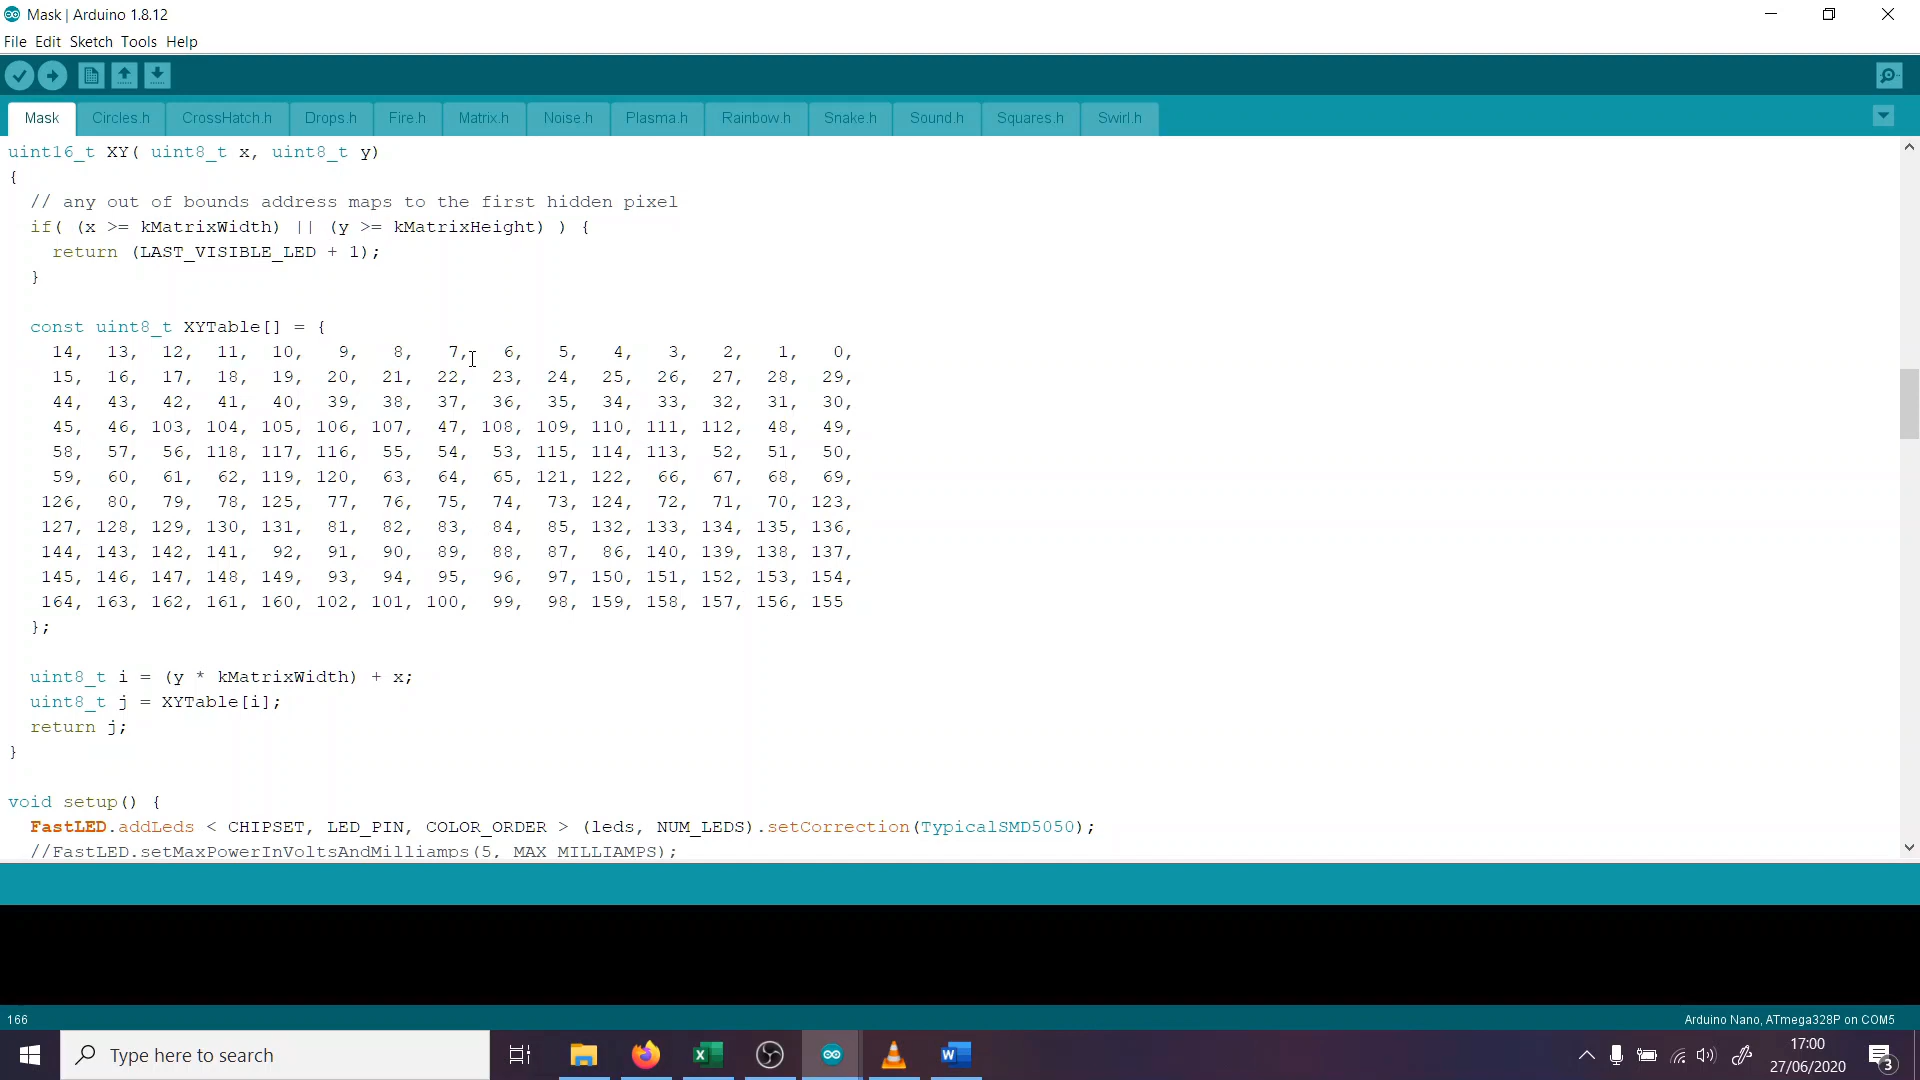 Mask | Arduino 1.8.12
File Edit Sketch Tools Help
Mask Circles.h CrossHatch.h Drops.h Fire.h Matrix.h Noise.h Plasma.h Rainbow.h Snake.h Sound.h Squares.h Swirl.h
uint16_t XY( uint8_t x, uint8_t y)
{
// any out of bounds address maps to the first hidden pixel
if( (x >= kMatrixWidth) || (y >= kMatrixHeight) ) {
return (LAST_VISIBLE_LED + 1);
}
const uint8_t XYTable[] = {
14, 13, 12, 11, 10, 9, 8, 7, 6, 5, 4, 3, 2, 1, 0,
15, 16, 17, 18, 19, 20, 21, 22, 23, 24, 25, 26, 27, 28, 29,
44, 43, 42, 41, 40, 39, 38, 37, 36, 35, 34, 33, 32, 31, 30,
45, 46, 103, 104, 105, 106, 107, 47, 108, 109, 110, 111, 112, 48, 49,
58, 57, 56, 118, 117, 116, 55, 54, 53, 115, 114, 113, 52, 51, 50,
59, 60, 61, 62, 119, 120, 63, 64, 65, 121, 122, 66, 67, 68, 69,
126, 80, 79, 78, 125, 77, 76, 75, 74, 73, 124, 72, 71, 70, 123,
127, 128, 129, 130, 131, 81, 82, 83, 84, 85, 132, 133, 134, 135, 136,
144, 143, 142, 141, 92, 91, 90, 89, 88, 87, 86, 140, 139, 138, 137,
145, 146, 147, 148, 149, 93, 94, 95, 96, 97, 150, 151, 152, 153, 154,
164, 163, 162, 161, 160, 102, 101, 100, 99, 98, 159, 158, 157, 156, 155
};
uint8_t i = (y * kMatrixWidth) + x;
uint8_t j = XYTable[i];
return j;
}
void setup() {
FastLED.addLeds < CHIPSET, LED_PIN, COLOR_ORDER > (leds, NUM_LEDS).setCorrection(TypicalSMD5050);
//FastLED.setMaxPowerInVoltsAndMilliamps(5, MAX_MILLIAMPS);
166
Arduino Nano, ATmega328P on COM5
Type here to search
17:00
27/06/2020
3